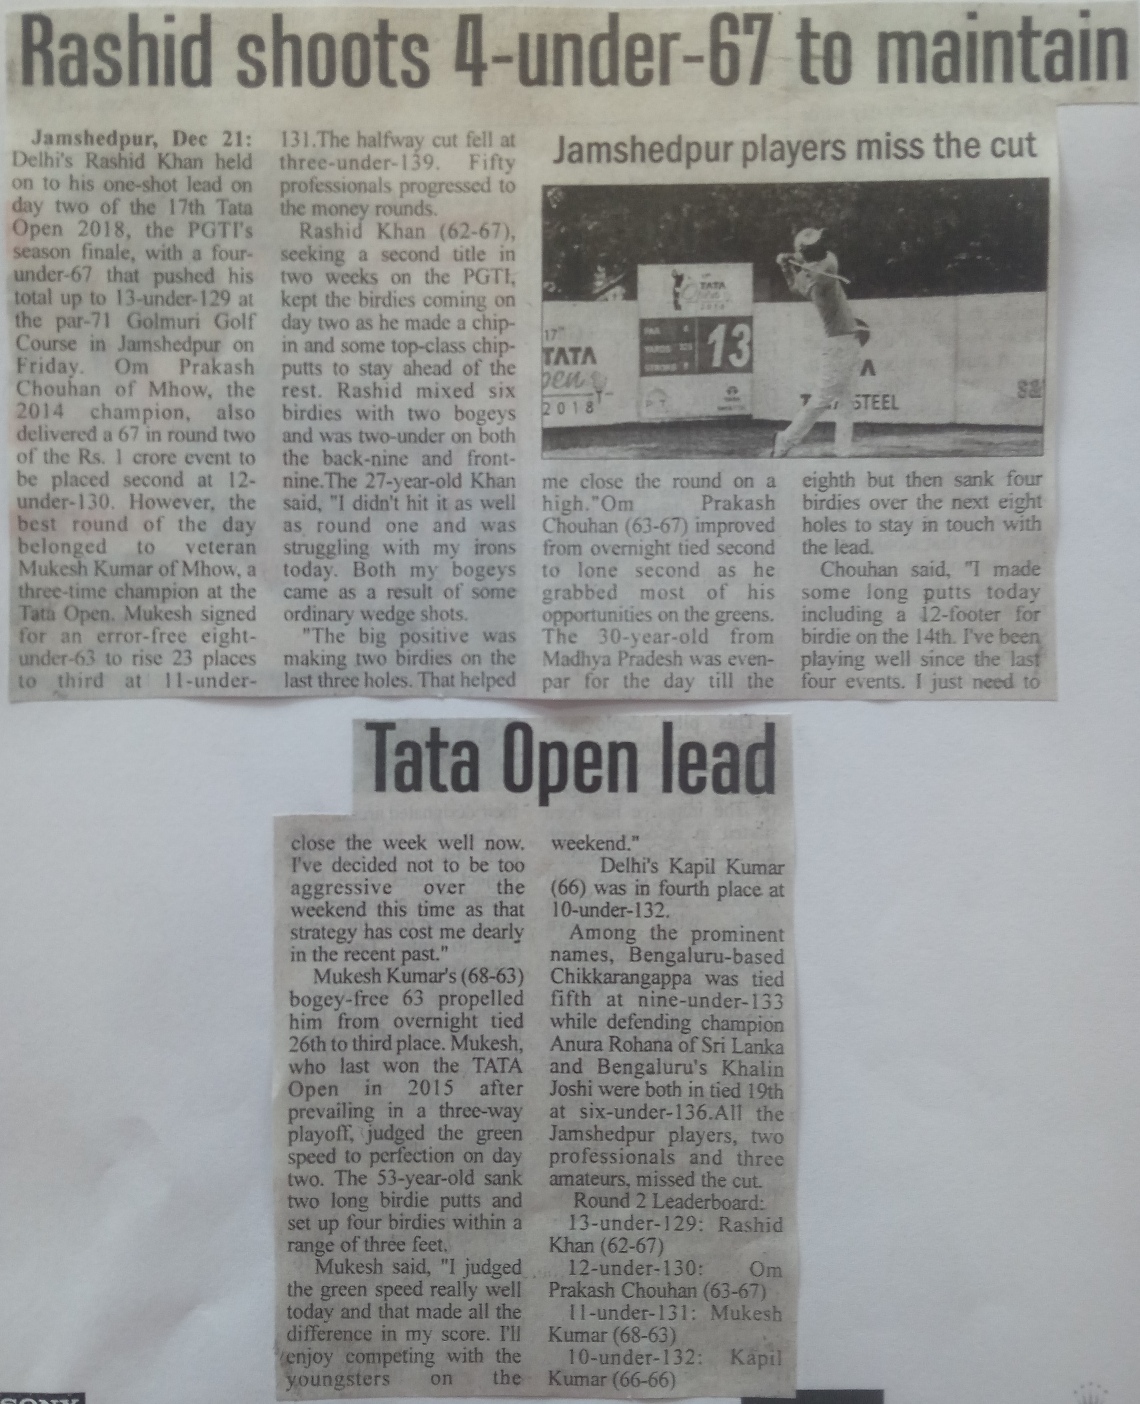 Rashid shoots 4-under-67 to maintain
Jamshedpur, Dec 21:
Delhi's Rashid Khan held
on to his one-shot lead on
day two of the 17th Tata
Open 2018, the PGTI's
season finale, with a four-
under-67 that pushed his
total up to 13-under-129 at
the par-71 Golmuri Golf
Course in Jamshedpur on
Friday. Om Prakash
Chouhan of Mhow, the
2014 champion, also
delivered a 67 in round two
of the Rs. 1 crore event to
be placed second at 12-
under-130. However, the
best round of the day
belonged to veteran
Mukesh Kumar of Mhow, a
three-time champion at the
Tata Open. Mukesh signed
for an error-free eight-
under-63 to rise 23 places
to third at 11-under-
131.The halfway cut fell at
three-under-139. Fifty
professionals progressed to
the money rounds.
Rashid Khan (62-67),
seeking a second title in
two weeks on the PGTI,
kept the birdies coming on
day two as he made a chip-
in and some top-class chip-
putts to stay ahead of the
rest. Rashid mixed six
birdies with two bogeys
and was two-under on both
the back-nine and front-
nine.The 27-year-old Khan
said, "I didn't hit it as well
as round one and was
struggling with my irons
today. Both my bogeys
came as a result of some
ordinary wedge shots.
"The big positive was
making two birdies on the
last three holes. That helped
Jamshedpur players miss the cut
TATA
13
17th
TATA
Open
2018
STEEL
me close the round on a
high."Om Prakash
Chouhan (63-67) improved
from overnight tied second
to lone second as he
grabbed most of his
opportunities on the greens.
The 30-year-old from
Madhya Pradesh was even-
par for the day till the
eighth but then sank four
birdies over the next eight
holes to stay in touch with
the lead.
Chouhan said, "I made
some long putts today
including a 12-footer for
birdie on the 14th. I've been
playing well since the last
four events. I just need to
Tata Open lead
close the week well now.
I've decided not to be too
aggressive over the
weekend this time as that
strategy has cost me dearly
in the recent past."
Mukesh Kumar's (68-63)
bogey-free 63 propelled
him from overnight tied
26th to third place. Mukesh,
who last won the TATA
Open in 2015 after
prevailing in a three-way
playoff, judged the green
speed to perfection on day
two. The 53-year-old sank
two long birdie putts and
set up four birdies within a
range of three feet.
Mukesh said, "I judged
the green speed really well
today and that made all the
difference in my score. I'll
enjoy competing with the
youngsters on the
weekend."
Delhi's Kapil Kumar
(66) was in fourth place at
10-under-132.
Among the prominent
names, Bengaluru-based
Chikkarangappa was tied
fifth at nine-under-133
while defending champion
Anura Rohana of Sri Lanka
and Bengaluru's Khalin
Joshi were both in tied 19th
at six-under-136.All the
Jamshedpur players, two
professionals and three
amateurs, missed the cut.
Round 2 Leaderboard:
13-under-129: Rashid
Khan (62-67)
12-under-130: Om
Prakash Chouhan (63-67)
11-under-131: Mukesh
Kumar (68-63)
10-under-132: Kapil
Kumar (66-66)
SONY